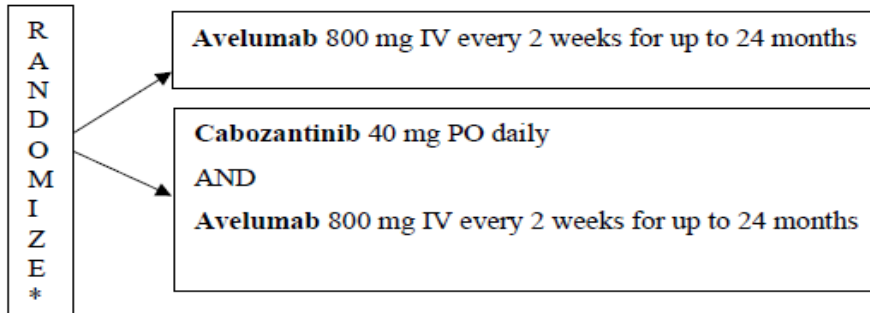 R
A
N
D
O
M
I
Z
E
*
Avelumab 800 mg IV every 2 weeks for up to 24 months
Cabozantinib 40 mg PO daily
AND
Avelumab 800 mg IV every 2 weeks for up to 24 months